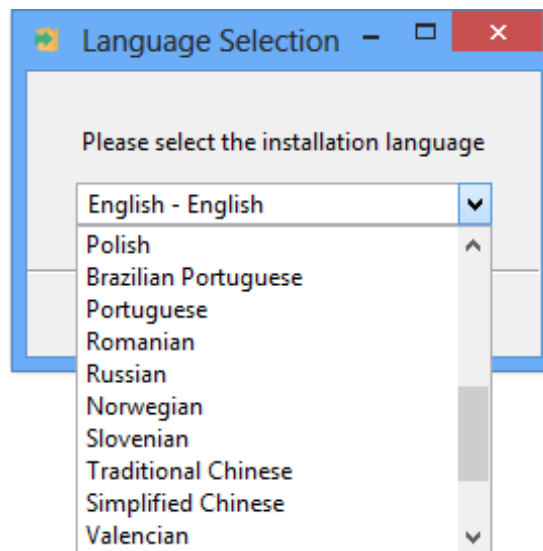 Language Selection
Please select the installation language
English - English
Polish
Brazilian Portuguese
Portuguese
Romanian
Russian
Norwegian
Slovenian
Traditional Chinese
Simplified Chinese
Valencian